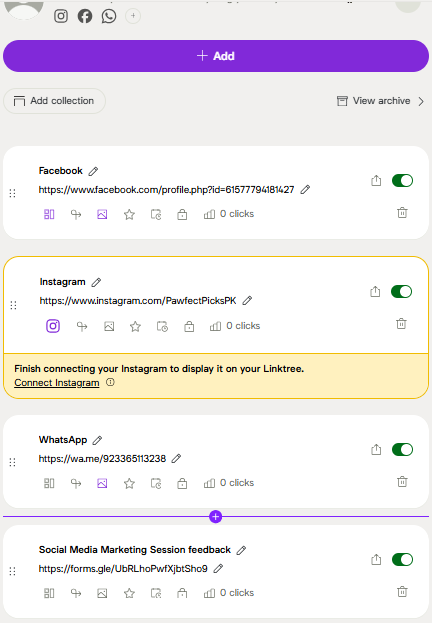 Add
Add collection
View archive
Facebook
https://www.facebook.com/profile.php?id=61577794181427
0 clicks
Instagram
https://www.instagram.com/PawfectPicksPK
0 clicks
Finish connecting your Instagram to display it on your Linktree.
Connect Instagram
WhatsApp
https://wa.me/923365113238
0 clicks
Social Media Marketing Session feedback
https://forms.gle/UbRLhoPwfXjbtSho9
0 clicks